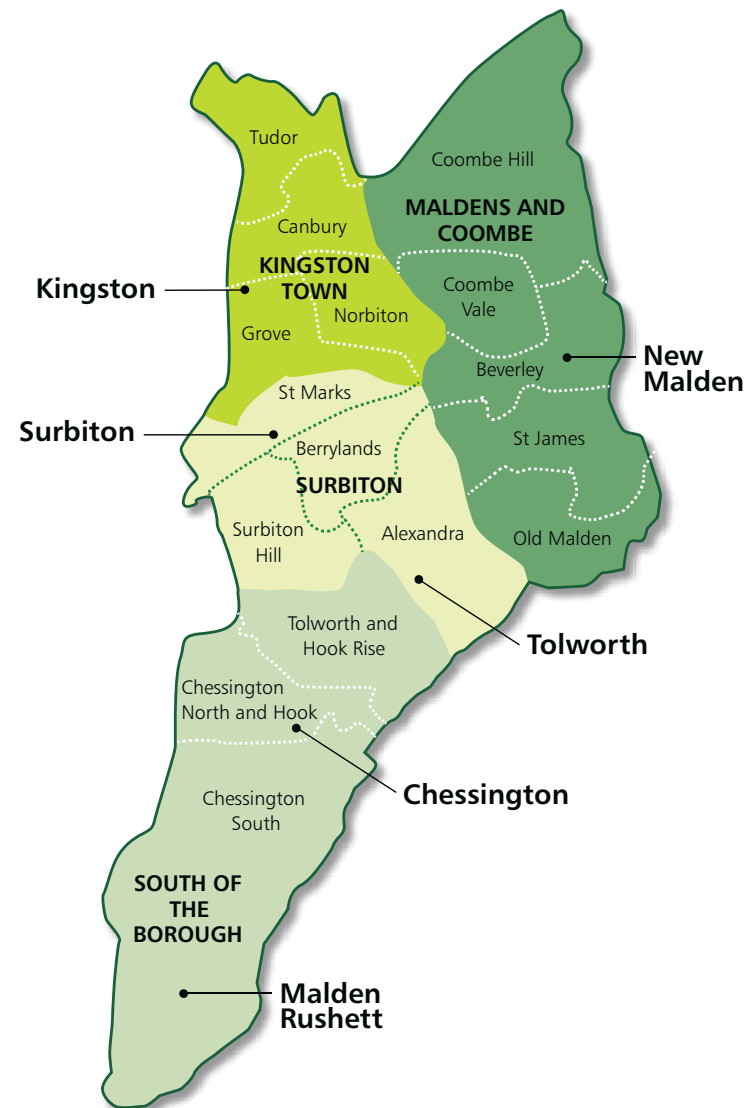 Tudor
Coombe Hill
MALDENS AND
COOMBE
Canbury
KINGSTON
TOWN
Kingston
Coombe
Vale
Norbiton
Grove
New
Malden
Beverley
St Marks
Surbiton
St James
Berrylands
SURBITON
Surbiton
Hill
Alexandra
Old Malden
Tolworth and
Hook Rise
Tolworth
Chessington
North and Hook
Chessington
Chessington
South
SOUTH OF
THE
BOROUGH
Malden
Rushett